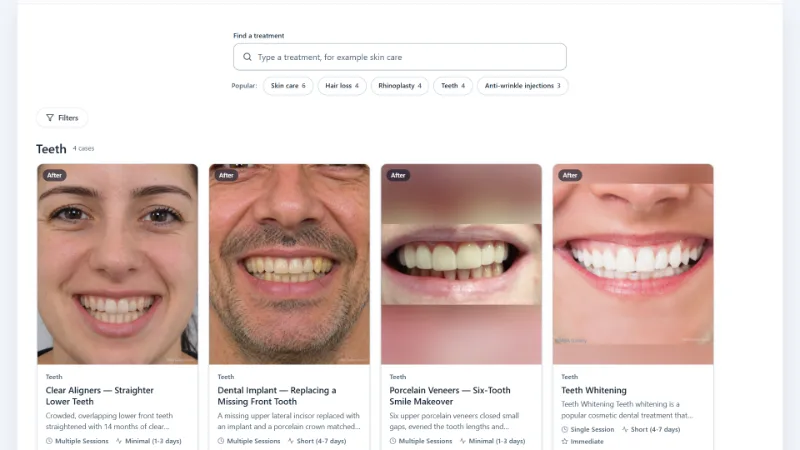 Find a treatment
Type a treatment, for example skin care
Popular: Skin care 6 Hair loss 4 Rhinoplasty 4 Teeth 4 Anti-wrinkle injections 3
Filters
Teeth 4 cases
After
After
After
After
Teeth
Clear Aligners — Straighter
Lower Teeth
Crowded, overlapping lower front teeth
straightened with 14 months of clear...
Multiple Sessions Minimal (1-3 days)
Teeth
Dental Implant — Replacing a
Missing Front Tooth
A missing upper lateral incisor replaced with
an implant and a porcelain crown matched...
Multiple Sessions Short (4-7 days)
Teeth
Porcelain Veneers — Six-Tooth
Smile Makeover
Six upper porcelain veneers closed small
gaps, evened the tooth lengths and...
Multiple Sessions Minimal (1-3 days)
Teeth
Teeth Whitening
Teeth Whitening Teeth whitening is a
popular cosmetic dental treatment that...
Single Session Short (4-7 days)
Immediate